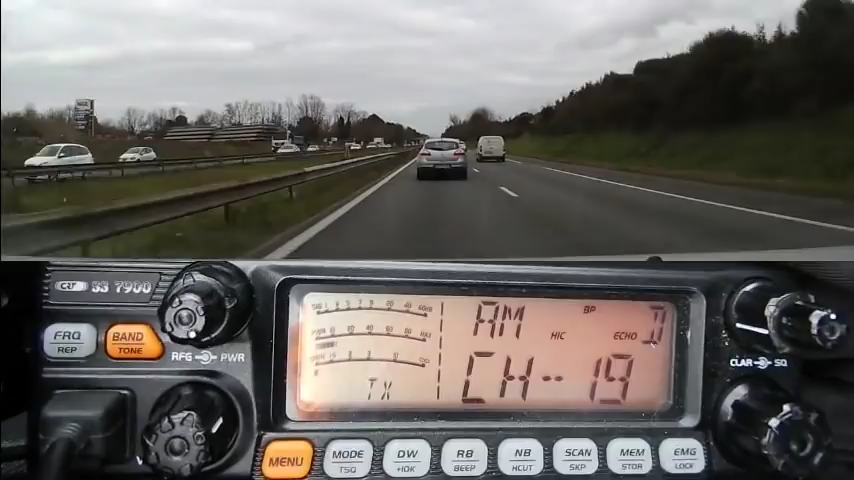 CRT SS 7900
FRQ
REP
BAND
TONE
RFG PWR
AM BP D
HIC ECHO
TX CH--19
CLAR SQ
MENU
MODE
TSQ
DW
+10K
RB
BEEP
NB
HCUT
SCAN
SKP
MEM
STOR
EMG
LOCK